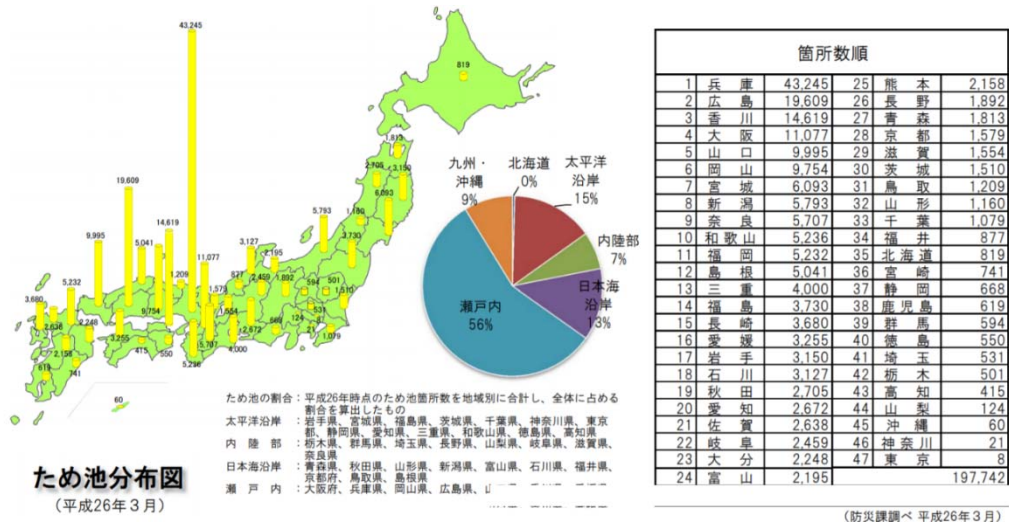 43,245
819
1,813
2,705
3,150
6,093
19,609
5,793
1,160
14,619
9,995
5,041
3,127
3,730
11,077
2,195
1,209
5,232
827
2,459
1,892
594
501
3,680
1,579
1,510
2,638
9,754
1,554
531
2,248
2,672
124
8
3,255
21
2,158
415
550
5,707
4,000
1,079
741
5,236
619
60
九州・
沖縄
9%
北海道
0%
太平洋
沿岸
15%
内陸部
7%
日本海
沿岸
13%
瀬戸内
56%
ため池の割合：平成26年時点のため池箇所数を地域別に合計し、全体に占める
割合を算出したもの
太平洋沿岸：岩手県、宮城県、福島県、茨城県、千葉県、神奈川県、東京
都、静岡県、愛知県、三重県、和歌山県、徳島県、高知県
内　陸　部：栃木県、群馬県、埼玉県、長野県、山梨県、岐阜県、滋賀県、
奈良県
日本海沿岸：青森県、秋田県、山形県、新潟県、富山県、石川県、福井県、
京都府、鳥取県、島根県
瀬　戸　内：大阪府、兵庫県、岡山県、広島県、
ため池分布図
（平成26年３月）
箇所数順
1 兵庫 43,245 25 熊本 2,158
2 広島 19,609 26 長野 1,892
3 香川 14,619 27 青森 1,813
4 大阪 11,077 28 京都 1,579
5 山口 9,995 29 滋賀 1,554
6 岡山 9,754 30 茨城 1,510
7 宮城 6,093 31 鳥取 1,209
8 新潟 5,793 32 山形 1,160
9 奈良 5,707 33 千葉 1,079
10 和歌山 5,236 34 福井 877
11 福岡 5,232 35 北海道 819
12 島根 5,041 36 宮崎 741
13 三重 4,000 37 静岡 668
14 福島 3,730 38 鹿児島 619
15 長崎 3,680 39 群馬 594
16 愛媛 3,255 40 徳島 550
17 岩手 3,150 41 埼玉 531
18 石川 3,127 42 栃木 501
19 秋田 2,705 43 高知 415
20 愛知 2,672 44 山梨 124
21 佐賀 2,638 45 沖縄 60
22 岐阜 2,459 46 神奈川 21
23 大分 2,248 47 東京 8
24 富山 2,195 197,742
（防災課調べ 平成26年３月）